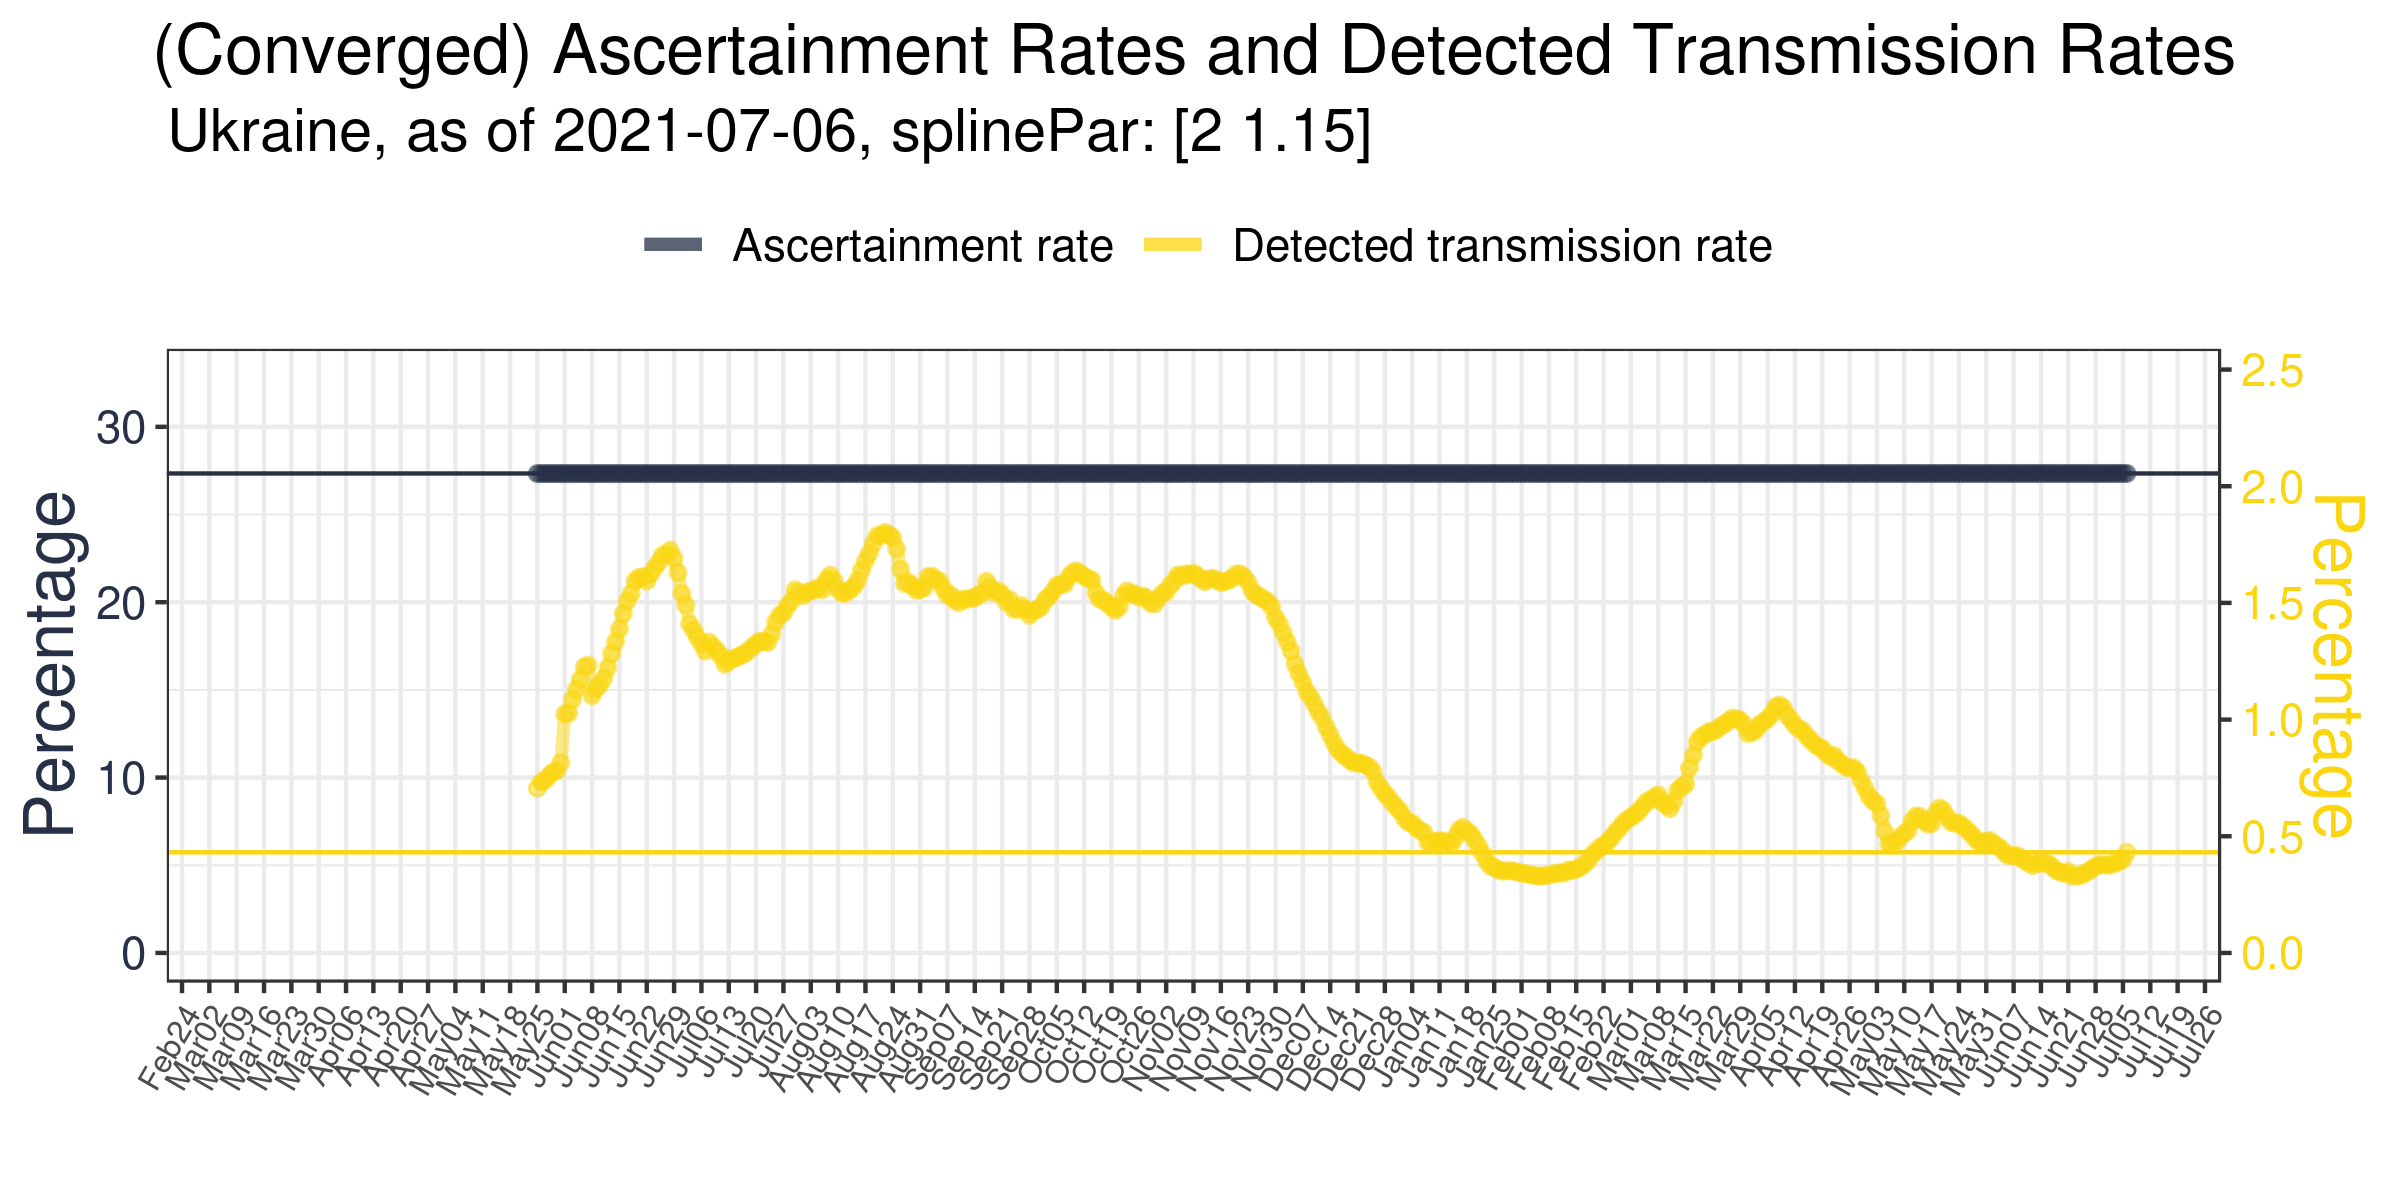 (Converged) Ascertainment Rates and Detected Transmission Rates
Ukraine, as of 2021-07-06, splinePar: [2 1.15]
Ascertainment rate
Detected transmission rate
Percentage
30
20
10
0
2.5
2.0
1.5
1.0
0.5
0.0
Percentage
Feb24
Mar02
Mar09
Mar16
Mar23
Mar30
Apr06
Apr13
Apr20
Apr27
May04
May11
May18
May25
Jun01
Jun08
Jun15
Jun22
Jun29
Jul06
Jul13
Jul20
Jul27
Aug03
Aug10
Aug17
Aug24
Aug31
Sep07
Sep14
Sep21
Sep28
Oct05
Oct12
Oct19
Oct26
Nov02
Nov09
Nov16
Nov23
Nov30
Dec07
Dec14
Dec21
Dec28
Jan04
Jan11
Jan18
Jan25
Feb01
Feb08
Feb15
Feb22
Mar01
Mar08
Mar15
Mar22
Mar29
Apr05
Apr12
Apr19
Apr26
May03
May10
May17
May24
May31
Jun07
Jun14
Jun21
Jun28
Jul05
Jul12
Jul19
Jul26